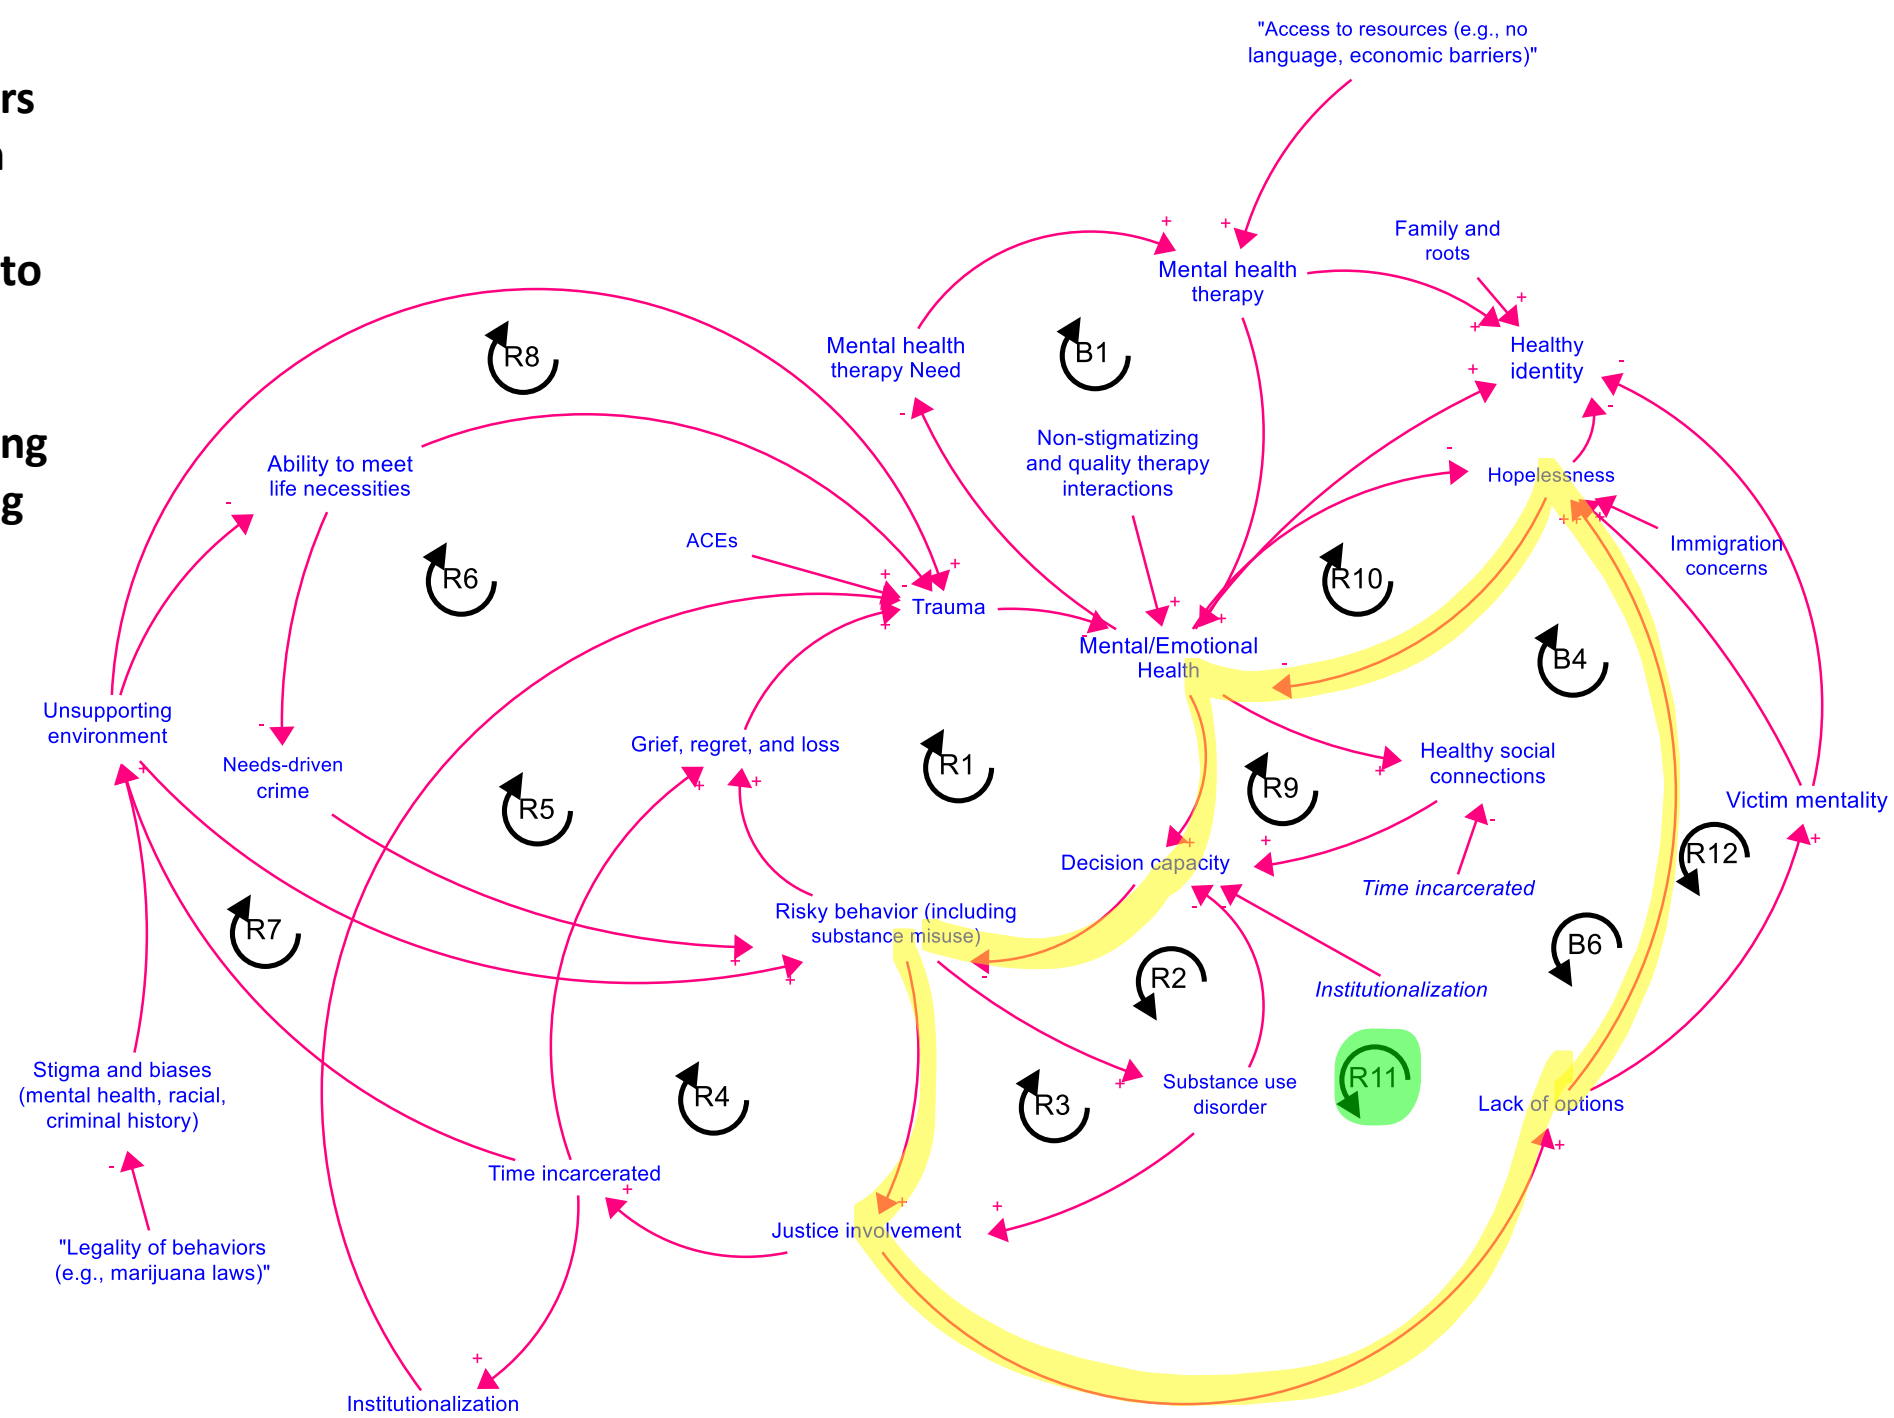 rs
to
ng
g
"Access to resources (e.g., no
language, economic barriers)"
Family and
roots
Mental health
therapy
Healthy
identity
Mental health
therapy Need
B1
R8
Ability to meet
life necessities
Non-stigmatizing
and quality therapy
interactions
Hopelessness
Immigration
concerns
ACEs
R6
R10
Trauma
Mental/Emotional
Health
B4
Unsupporting
environment
Needs-driven
crime
Grief, regret, and loss
R1
R9
Healthy social
connections
Victim mentality
R5
R12
Decision capacity
Time incarcerated
Risky behavior (including
substance misuse)
R7
R2
B6
Institutionalization
Stigma and biases
(mental health, racial,
criminal history)
R4
R3
Substance use
disorder
R11
Lack of options
Time incarcerated
Justice involvement
"Legality of behaviors
(e.g., marijuana laws)"
Institutionalization